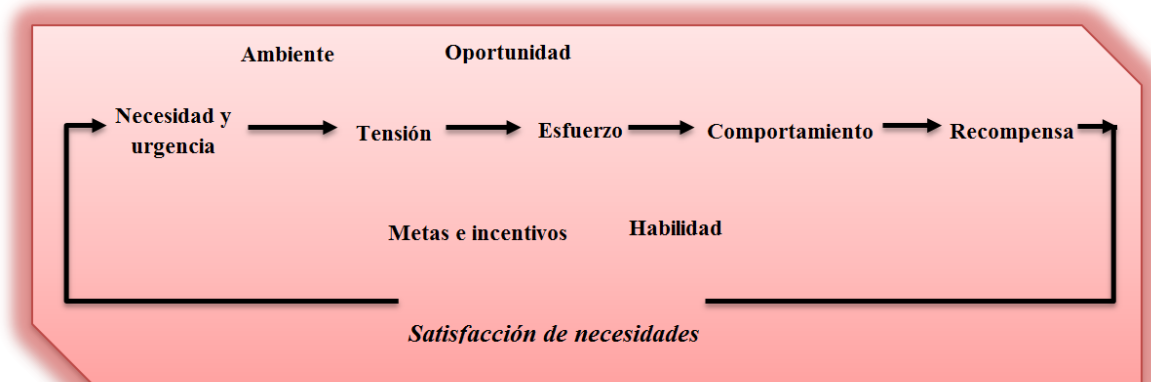 Ambiente
Oportunidad
Necesidad y
urgencia
Tensión
Esfuerzo
Comportamiento
Recompensa
Metas e incentivos
Habilidad
Satisfacción de necesidades